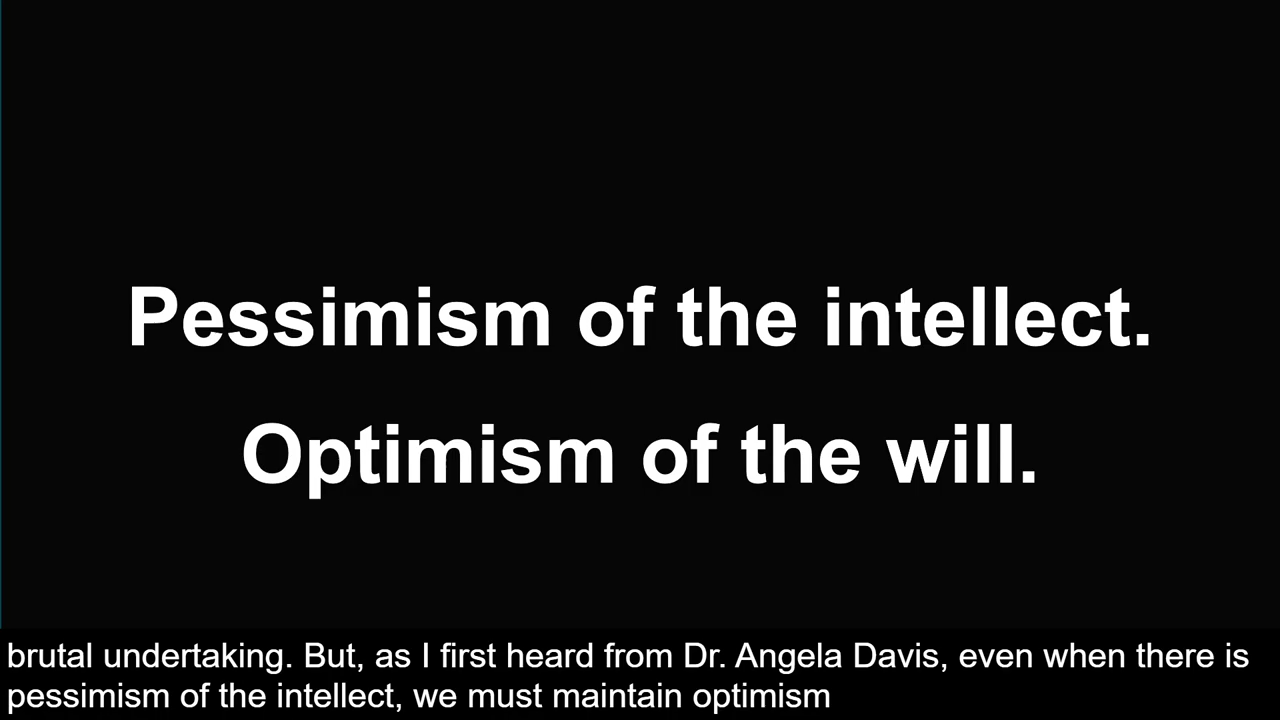 Pessimism of the intellect.
Optimism of the will.
brutal undertaking. But, as I first heard from Dr. Angela Davis, even when there is
pessimism of the intellect, we must maintain optimism